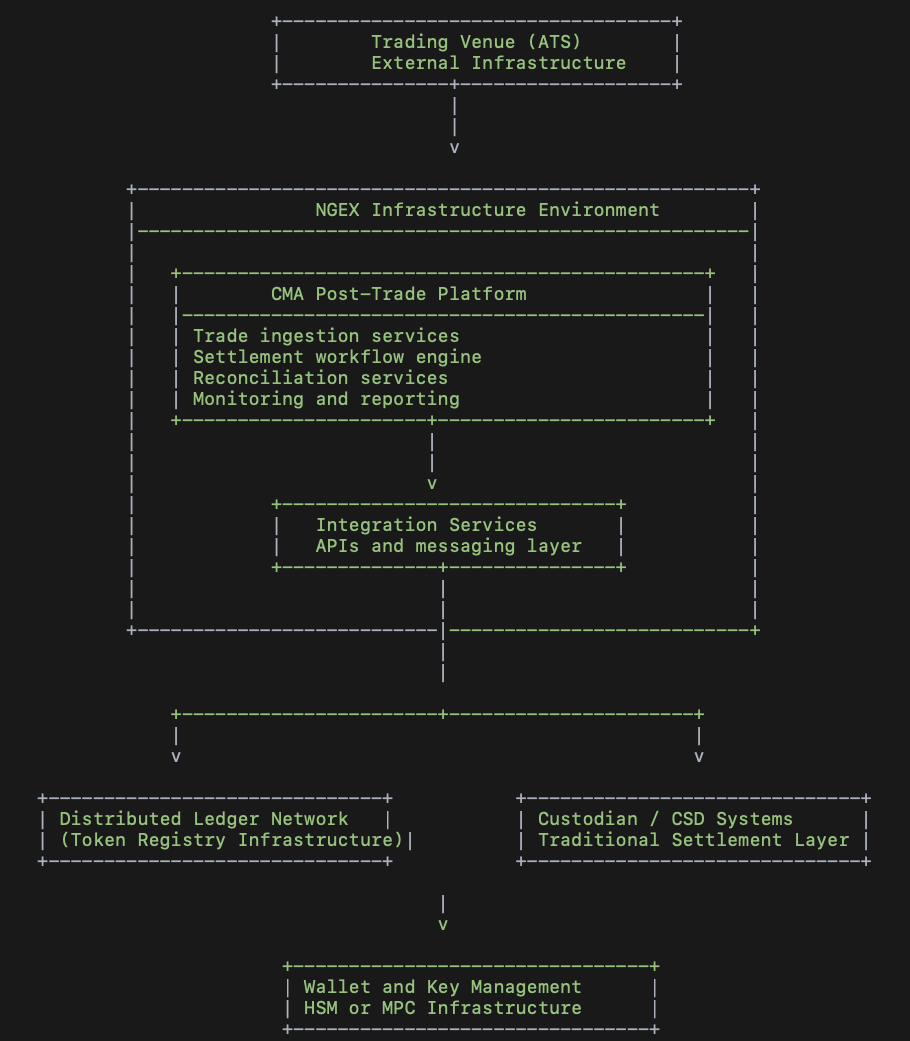 Trading Venue (ATS)
External Infrastructure
NGEX Infrastructure Environment
CMA Post-Trade Platform
Trade ingestion services
Settlement workflow engine
Reconciliation services
Monitoring and reporting
Integration Services
APIs and messaging layer
Distributed Ledger Network
(Token Registry Infrastructure)
Custodian / CSD Systems
Traditional Settlement Layer
Wallet and Key Management
HSM or MPC Infrastructure